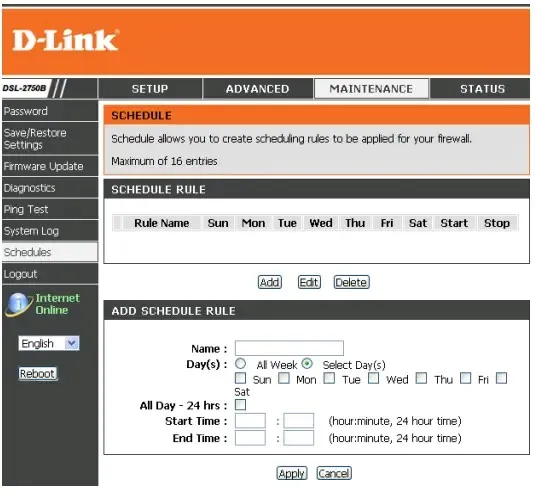 D-Link
DSL-2750B // SETUP ADVANCED MAINTENANCE STATUS
Password
Save/Restore
Settings
Firmware Update
Diagnostics
Ping Test
System Log
Schedules
Logout
Internet
Online
English
Reboot
SCHEDULE
Schedule allows you to create scheduling rules to be applied for your firewall.
Maximum of 16 entries
SCHEDULE RULE
Rule Name Sun Mon Tue Wed Thu Fri Sat Start Stop
Add Edit Delete
ADD SCHEDULE RULE
Name :
Day(s) : All Week Select Day(s)
Sun Mon Tue Wed Thu Fri
Sat
All Day - 24 hrs :
Start Time : : (hour:minute, 24 hour time)
End Time : : (hour:minute, 24 hour time)
Apply Cancel